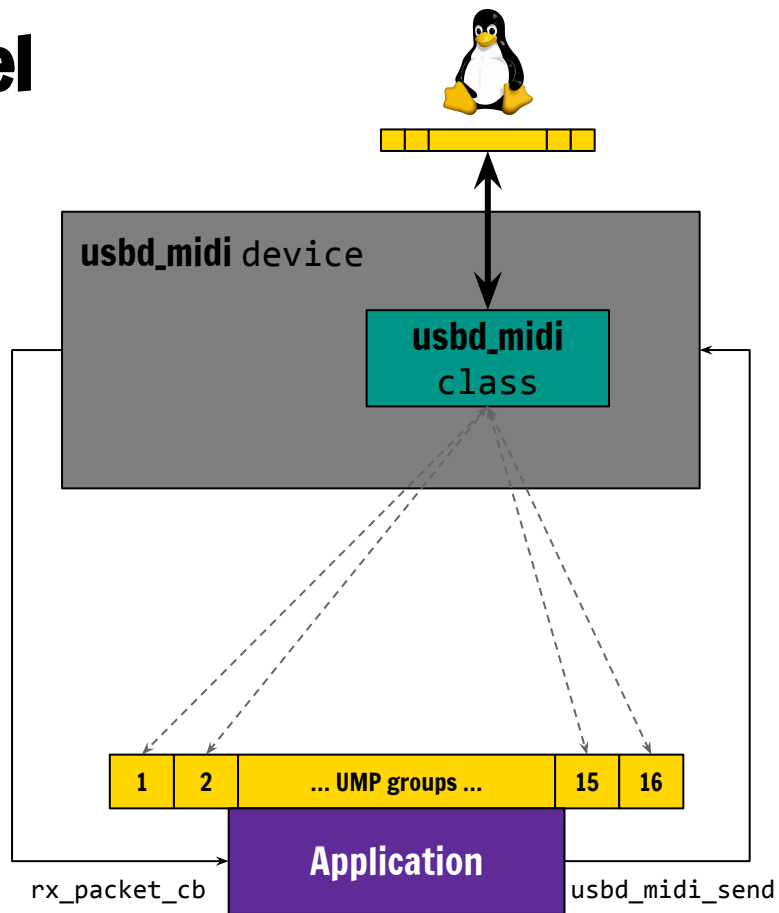 el
usbd_midi device
usbd_midi
class
1 2 ... UMP groups ... 15 16
Application
rx_packet_cb usbd_midi_send